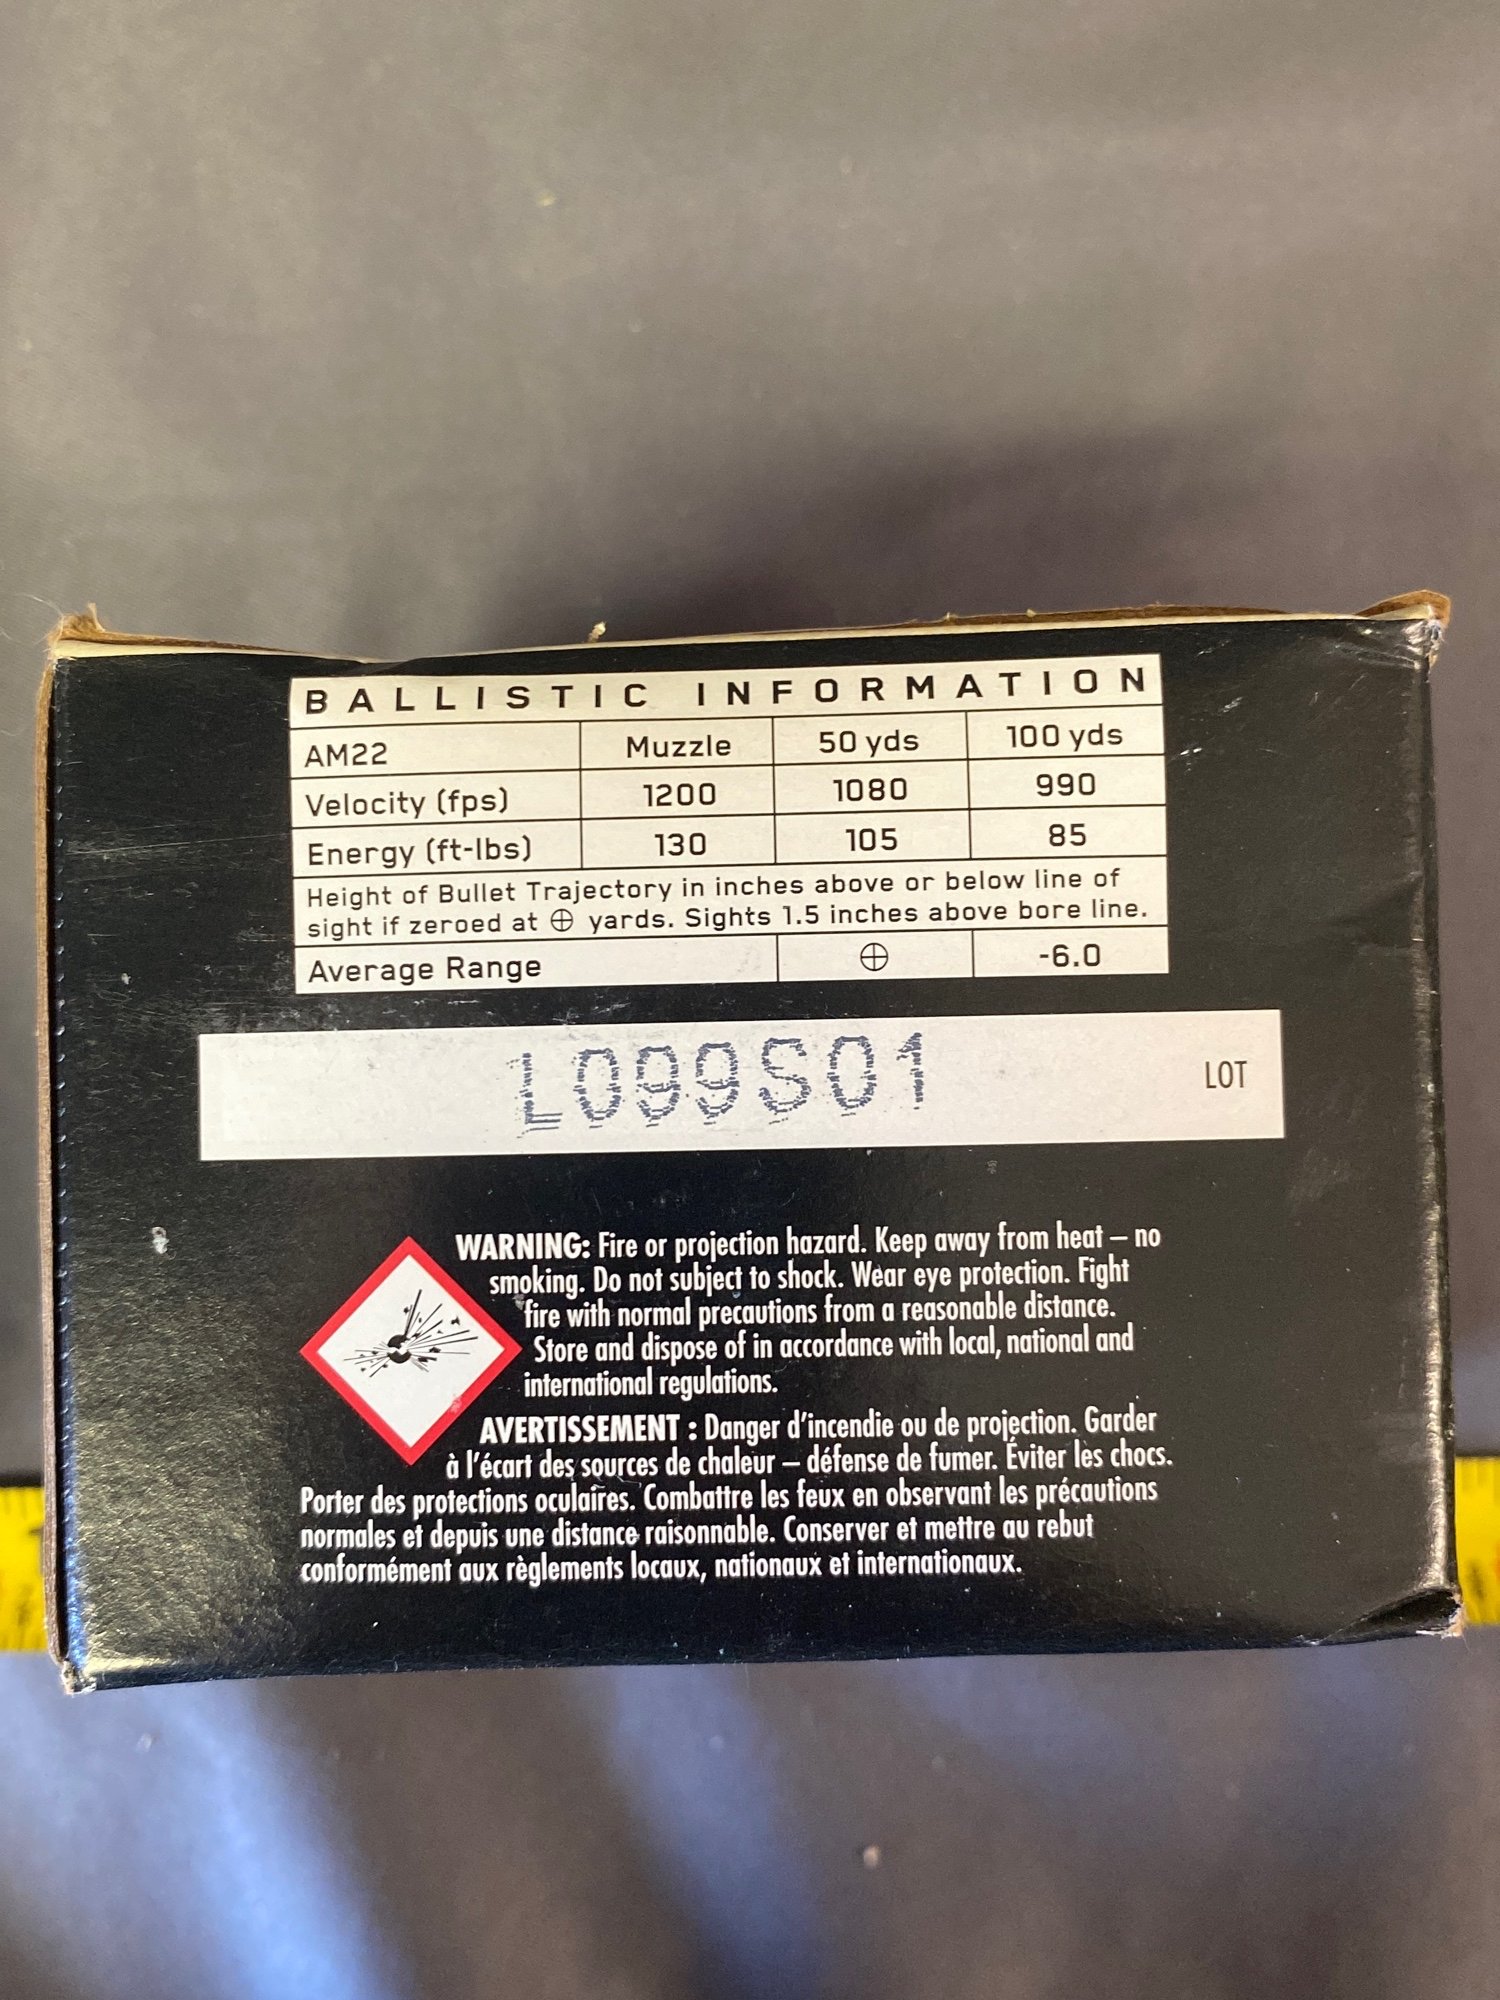 BALLISTIC INFORMATION
AM22 Muzzle 50 yds 100 yds
Velocity (fps) 1200 1080 990
Energy (ft-lbs) 130 105 85
Height of Bullet Trajectory in inches above or below line of
sight if zeroed at ⊕ yards. Sights 1.5 inches above bore line.
Average Range ⊕ -6.0
L099S01 LOT
WARNING: Fire or projection hazard. Keep away from heat – no
smoking. Do not subject to shock. Wear eye protection. Fight
fire with normal precautions from a reasonable distance.
Store and dispose of in accordance with local, national and
international regulations.
AVERTISSEMENT : Danger d'incendie ou de projection. Garder
à l'écart des sources de chaleur – défense de fumer. Éviter les chocs.
Porter des protections oculaires. Combattre les feux en observant les précautions
normales et depuis une distance raisonnable. Conserver et mettre au rebut
conformément aux règlements locaux, nationaux et internationaux.